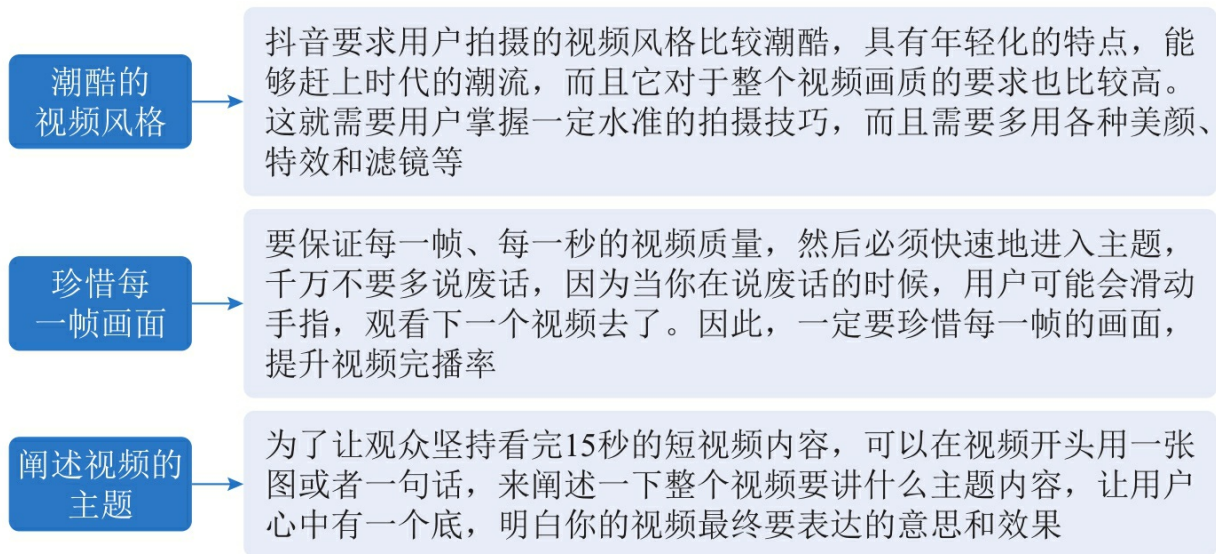 潮酷的
视频风格
抖音要求用户拍摄的视频风格比较潮酷，具有年轻化的特点，能
够赶上时代的潮流，而且它对于整个视频画质的要求也比较高。
这就需要用户掌握一定水准的拍摄技巧，而且需要多用各种美颜、
特效和滤镜等
珍惜每
一帧画面
要保证每一帧、每一秒的视频质量，然后必须快速地进入主题，
千万不要多说废话，因为当你在说废话的时候，用户可能会滑动
手指，观看下一个视频去了。因此，一定要珍惜每一帧的画面，
提升视频完播率
阐述视频的
主题
为了让观众坚持看完15秒的短视频内容，可以在视频开头用一张
图或者一句话，来阐述一下整个视频要讲什么主题内容，让用户
心中有一个底，明白你的视频最终要表达的意思和效果